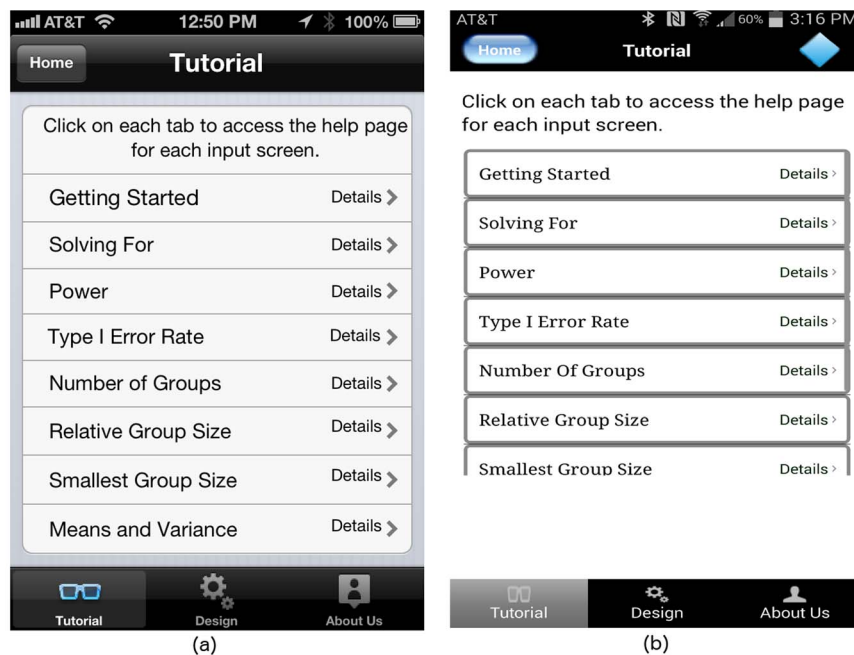 AT&T 12:50 PM 100%
Home Tutorial
Click on each tab to access the help page
for each input screen.
Getting Started Details
Solving For Details
Power Details
Type I Error Rate Details
Number of Groups Details
Relative Group Size Details
Smallest Group Size Details
Means and Variance Details
Tutorial Design About Us
(a)
AT&T 60% 3:16 PM
Home Tutorial
Click on each tab to access the help page
for each input screen.
Getting Started Details
Solving For Details
Power Details
Type I Error Rate Details
Number Of Groups Details
Relative Group Size Details
Smallest Group Size Details
Tutorial Design About Us
(b)